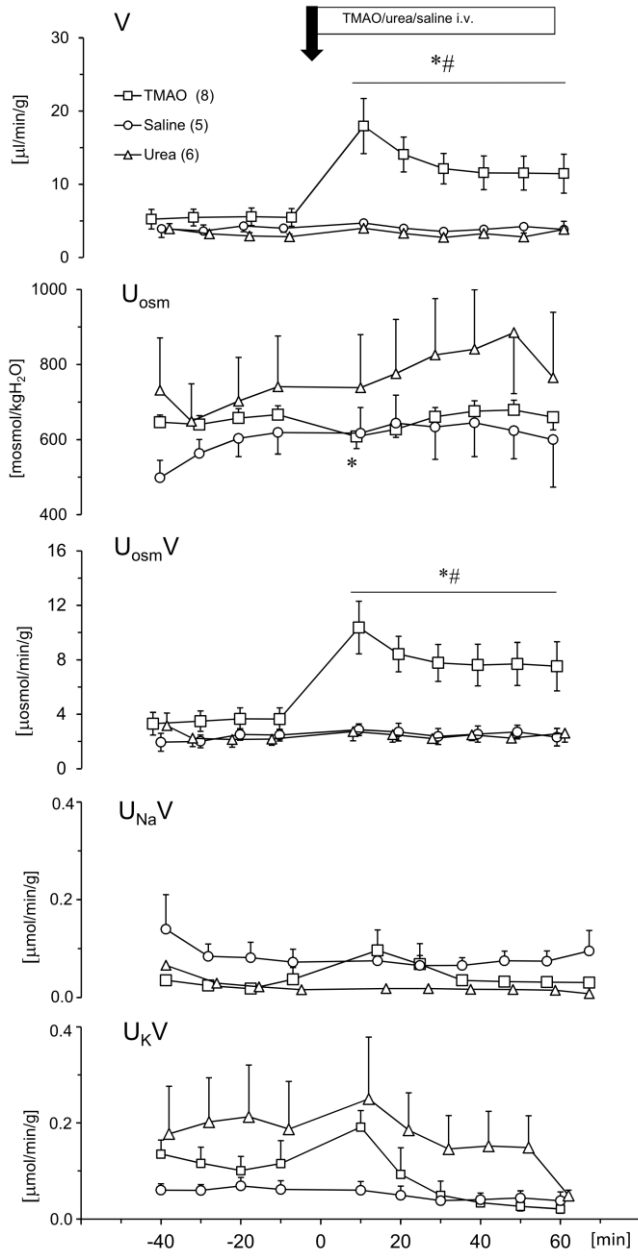 V
TMAO/urea/saline i.v.
30
*#
TMAO (8)
Saline (5)
Urea (6)
20
[µl/min/g]
10
0
1000
Uosm
800
[mosmol/kgH2O]
600
*
400
16
UosmV
*#
12
[µosmol/min/g]
8
4
0
0.4
UNaV
[µmol/min/g]
0.2
0.0
0.4
UKV
[µmol/min/g]
0.2
0.0
-40 -20 0 20 40 60 [min]